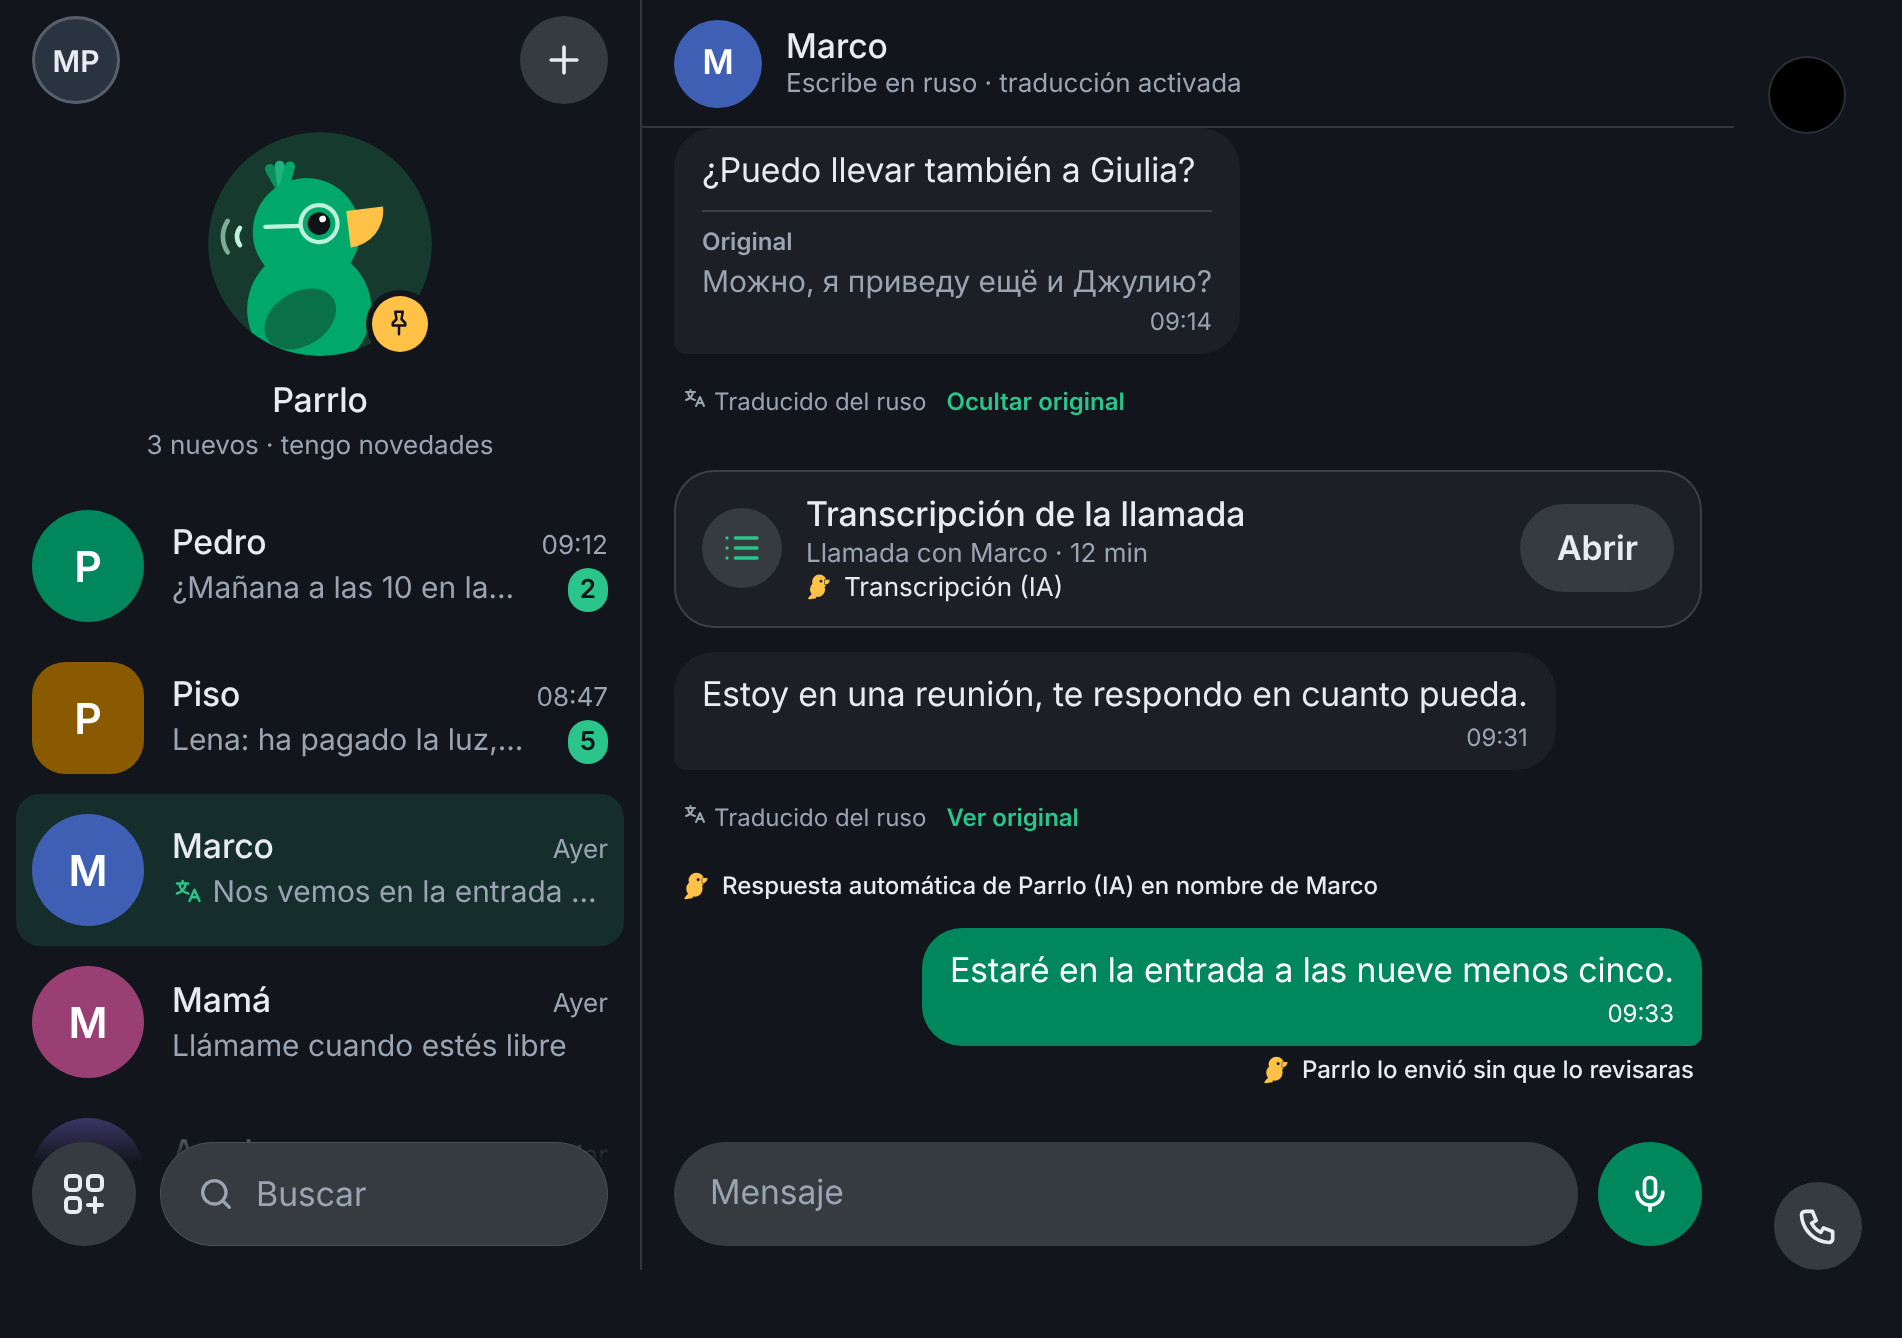 MP
Parrlo
3 nuevos · tengo novedades
P
Pedro
09:12
¿Mañana a las 10 en la...
2
P
Piso
08:47
Lena: ha pagado la luz,...
5
M
Marco
Ayer
Nos vemos en la entrada ...
M
Mamá
Ayer
Llámame cuando estés libre
Buscar
M
Marco
Escribe en ruso · traducción activada
¿Puedo llevar también a Giulia?
Original
Можно, я приведу ещё и Джулию?
09:14
Traducido del ruso Ocultar original
Transcripción de la llamada
Llamada con Marco · 12 min
Transcripción (IA)
Abrir
Estoy en una reunión, te respondo en cuanto pueda.
09:31
Traducido del ruso Ver original
Respuesta automática de Parrlo (IA) en nombre de Marco
Estaré en la entrada a las nueve menos cinco.
09:33
Parrlo lo envió sin que lo revisaras
Mensaje